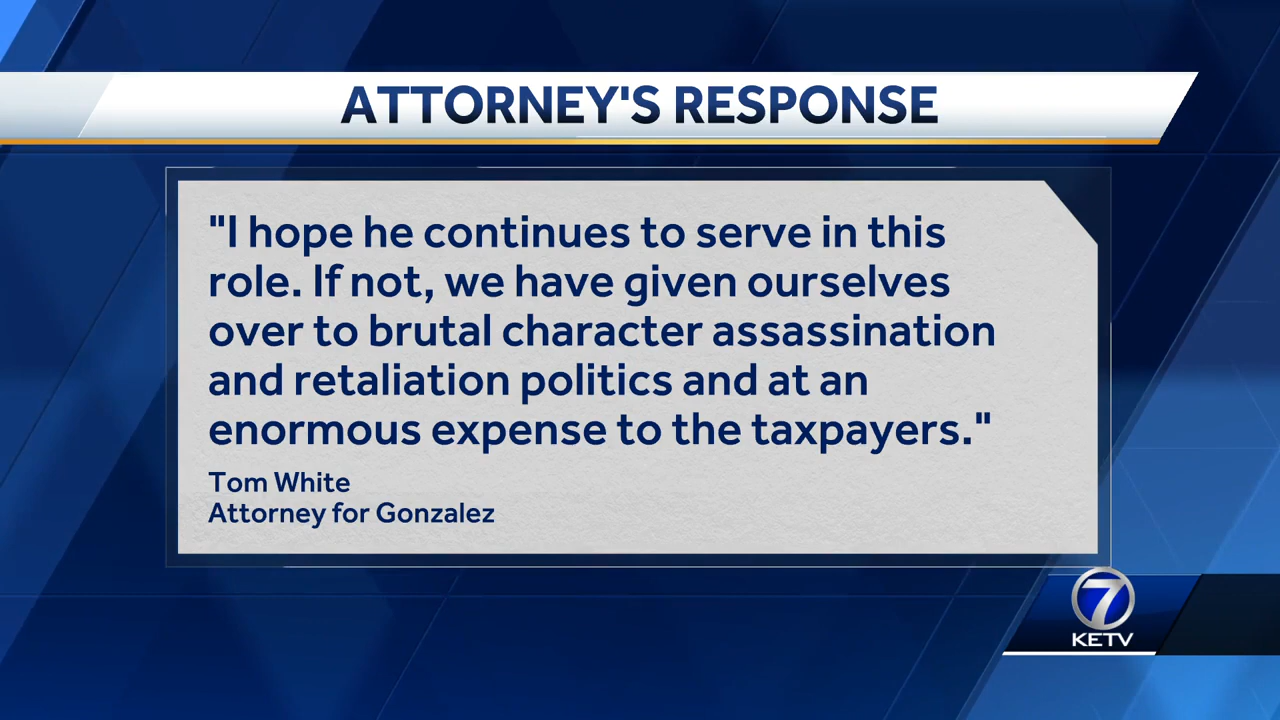 ATTORNEY'S RESPONSE
"I hope he continues to serve in this
role. If not, we have given ourselves
over to brutal character assassination
and retaliation politics and at an
enormous expense to the taxpayers."
Tom White
Attorney for Gonzalez
7
KETV